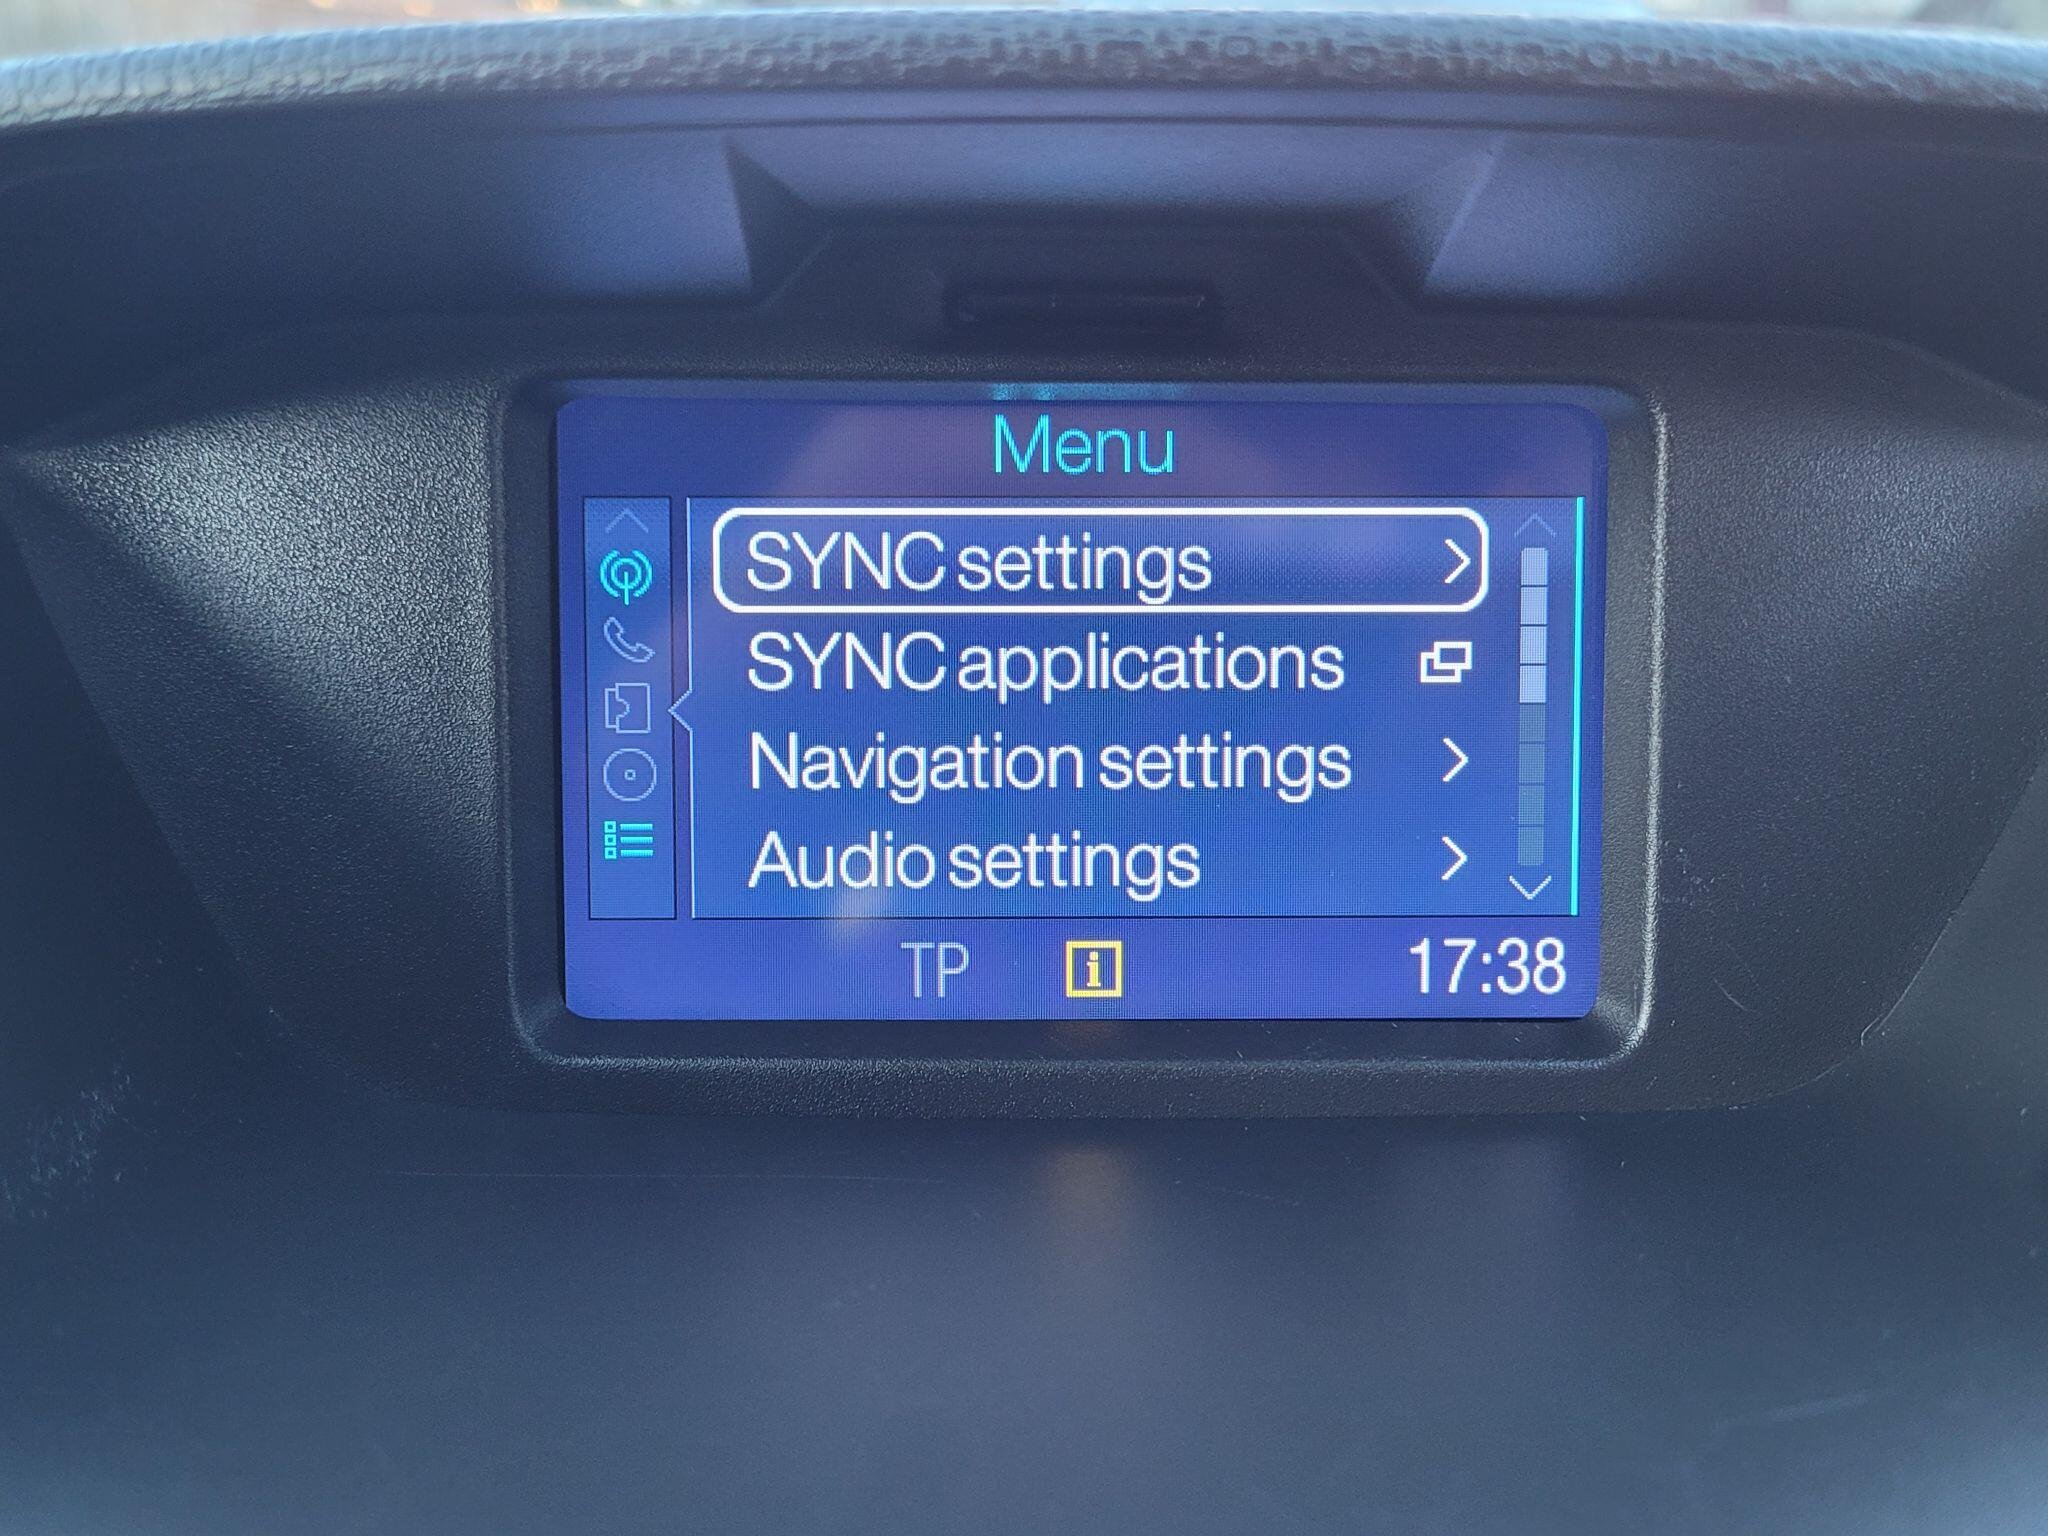 Menu
SYNC settings
SYNC applications
Navigation settings
Audio settings
TP
i
17:38